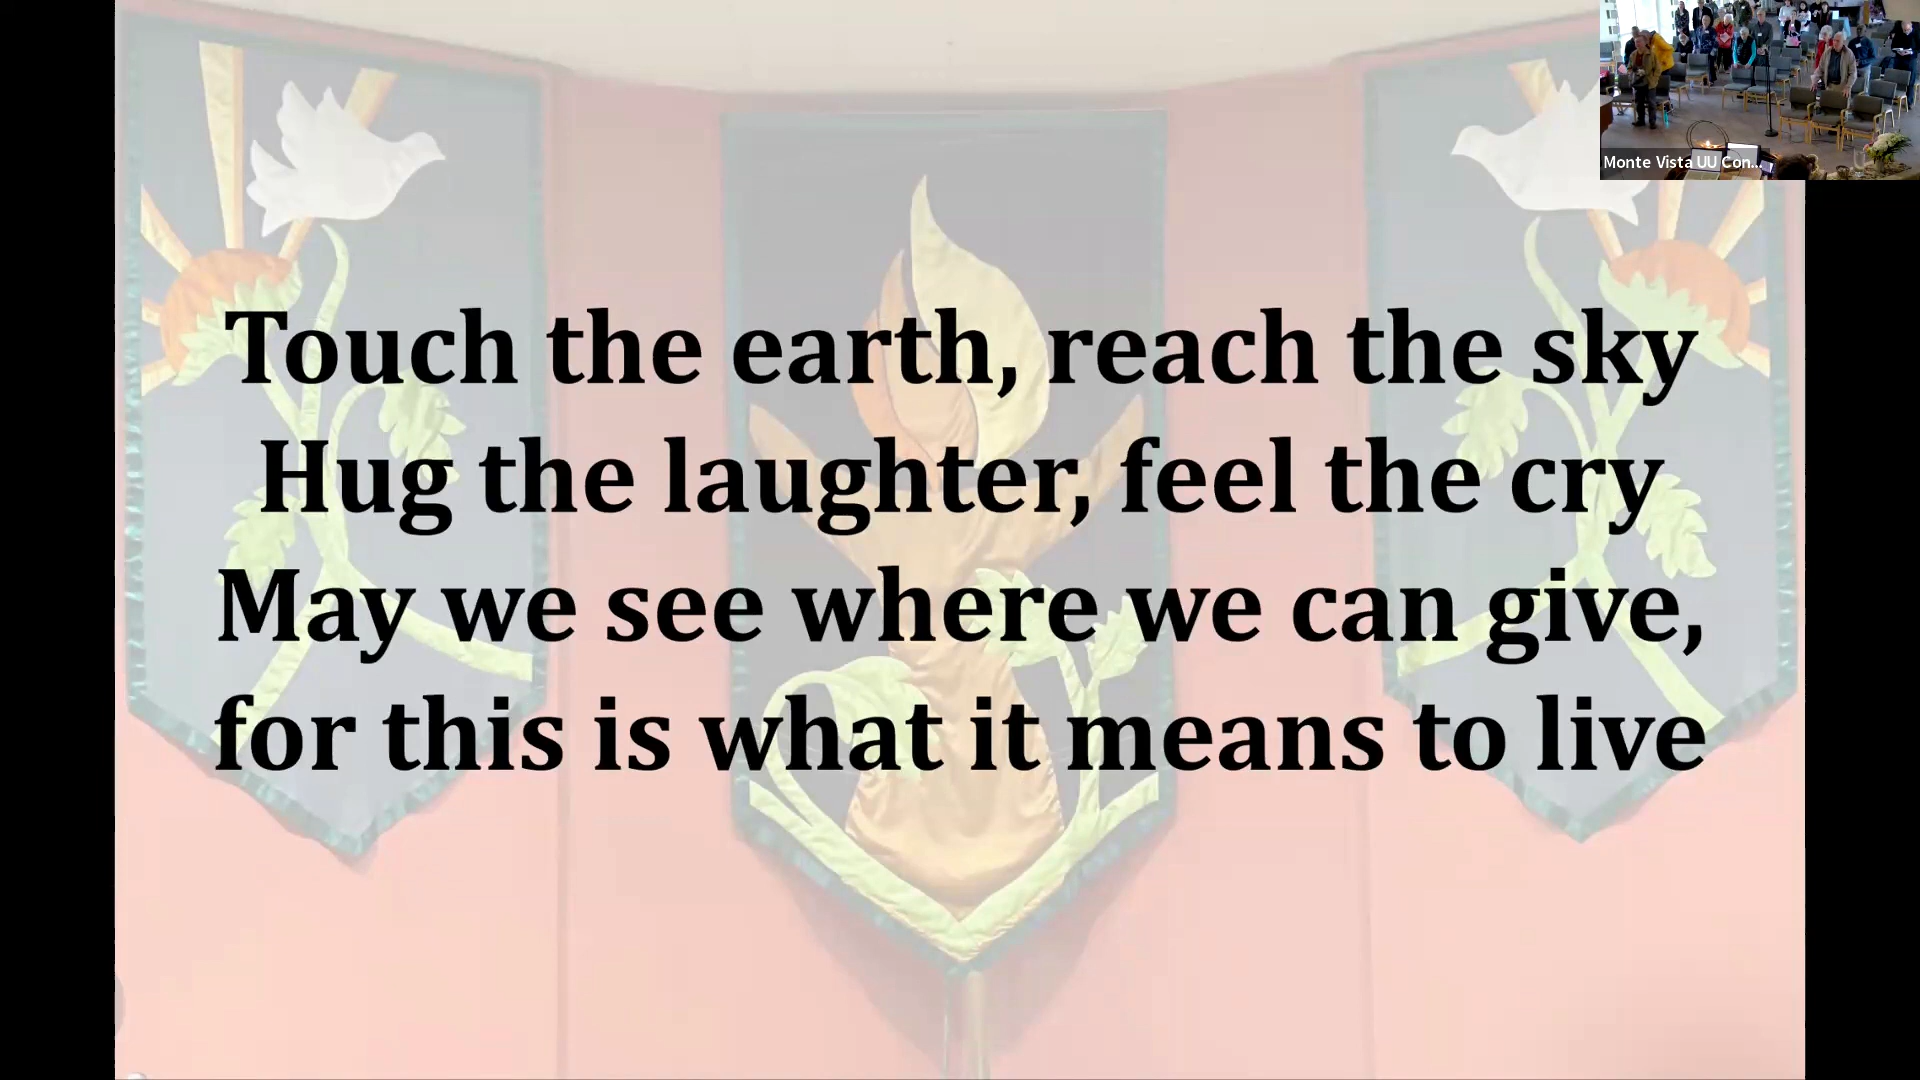 Monte Vista UU Con...
Touch the earth, reach the sky
Hug the laughter, feel the cry
May we see where we can give,
for this is what it means to live